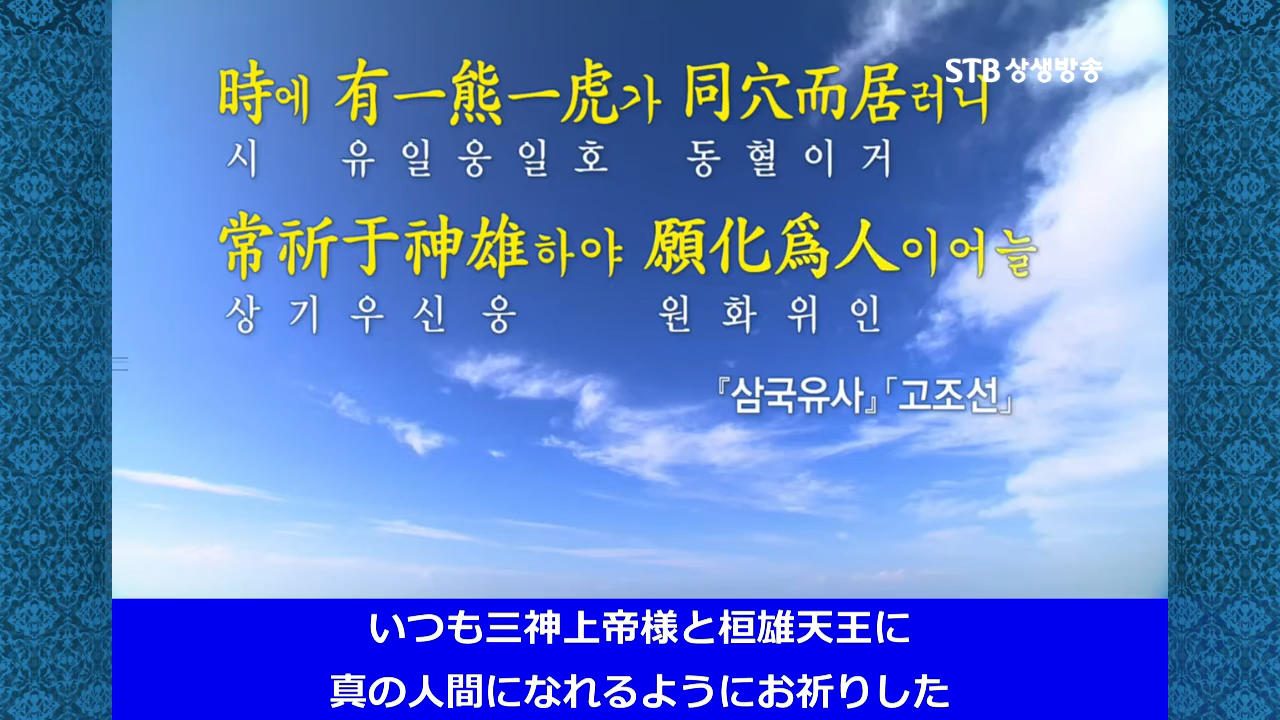 STB 상생방송
時에 有一熊一虎가 同穴而居러니
시 유일웅일호 동혈이거
常祈于神雄하야 願化爲人이어늘
상기우신웅 원화위인
『삼국유사』「고조선」
いつも三神上帝様と桓雄天王に
真の人間になれるようにお祈りした